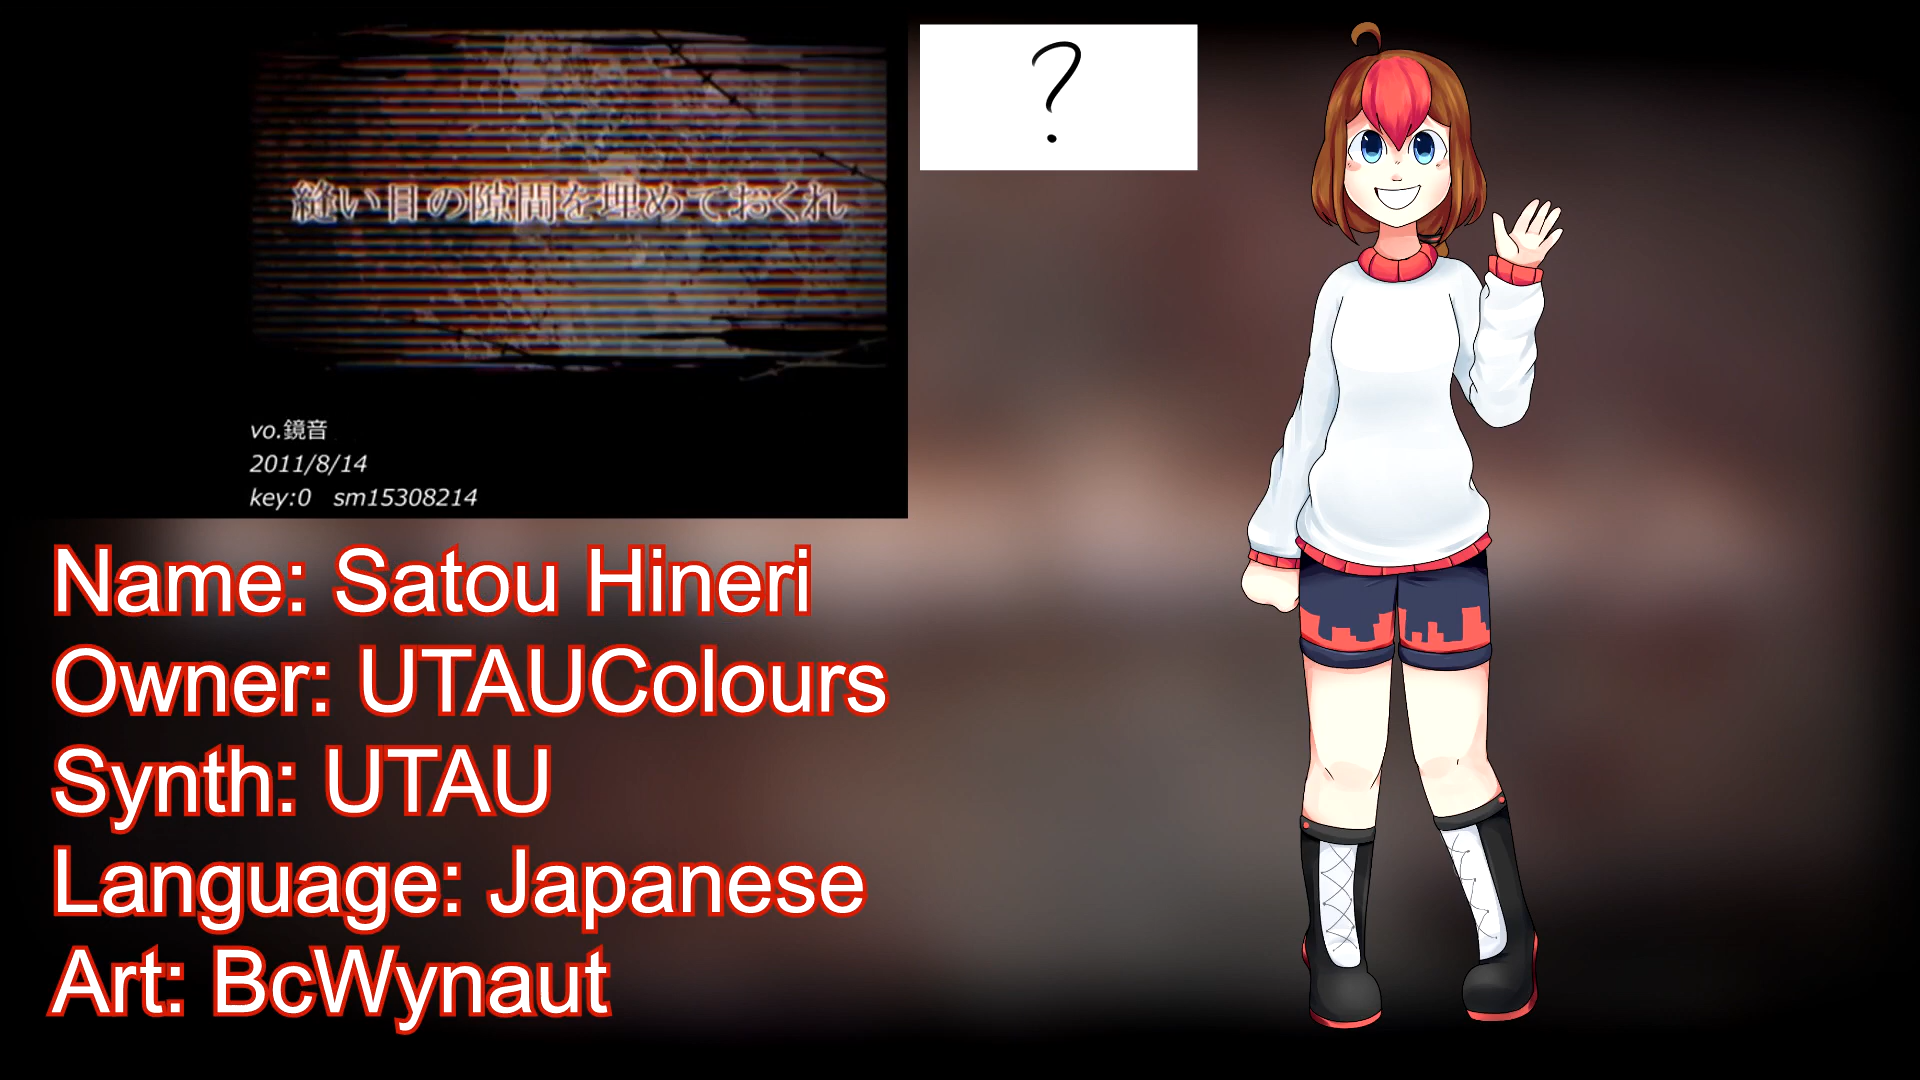 縫い目の隙間を埋めておくれ
?
vo.鏡音
2011/8/14
key:0 sm15308214
Name: Satou Hineri
Owner: UTAUColours
Synth: UTAU
Language: Japanese
Art: BcWynaut